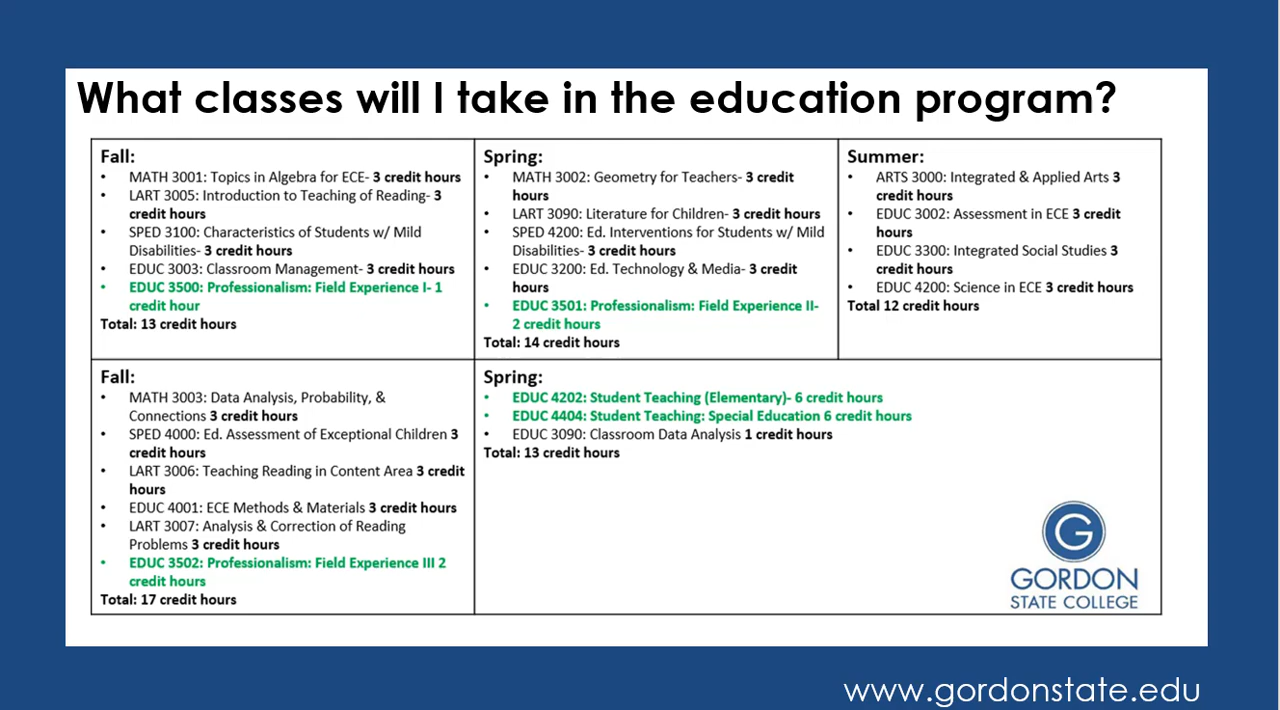 What classes will I take in the education program?
Fall:
• MATH 3001: Topics in Algebra for ECE- 3 credit hours
• LART 3005: Introduction to Teaching of Reading- 3
credit hours
• SPED 3100: Characteristics of Students w/ Mild
Disabilities- 3 credit hours
• EDUC 3003: Classroom Management- 3 credit hours
• EDUC 3500: Professionalism: Field Experience I- 1
credit hour
Total: 13 credit hours
Spring:
• MATH 3002: Geometry for Teachers- 3 credit
hours
• LART 3090: Literature for Children- 3 credit hours
• SPED 4200: Ed. Interventions for Students w/ Mild
Disabilities- 3 credit hours
• EDUC 3200: Ed. Technology & Media- 3 credit
hours
• EDUC 3501: Professionalism: Field Experience II-
2 credit hours
Total: 14 credit hours
Summer:
• ARTS 3000: Integrated & Applied Arts 3
credit hours
• EDUC 3002: Assessment in ECE 3 credit
hours
• EDUC 3300: Integrated Social Studies 3
credit hours
• EDUC 4200: Science in ECE 3 credit hours
Total 12 credit hours
Fall:
• MATH 3003: Data Analysis, Probability, &
Connections 3 credit hours
• SPED 4000: Ed. Assessment of Exceptional Children 3
credit hours
• LART 3006: Teaching Reading in Content Area 3 credit
hours
• EDUC 4001: ECE Methods & Materials 3 credit hours
• LART 3007: Analysis & Correction of Reading
Problems 3 credit hours
• EDUC 3502: Professionalism: Field Experience III 2
credit hours
Total: 17 credit hours
Spring:
• EDUC 4202: Student Teaching (Elementary)- 6 credit hours
• EDUC 4404: Student Teaching: Special Education 6 credit hours
• EDUC 3090: Classroom Data Analysis 1 credit hours
Total: 13 credit hours
G
GORDON
STATE COLLEGE
www.gordonstate.edu